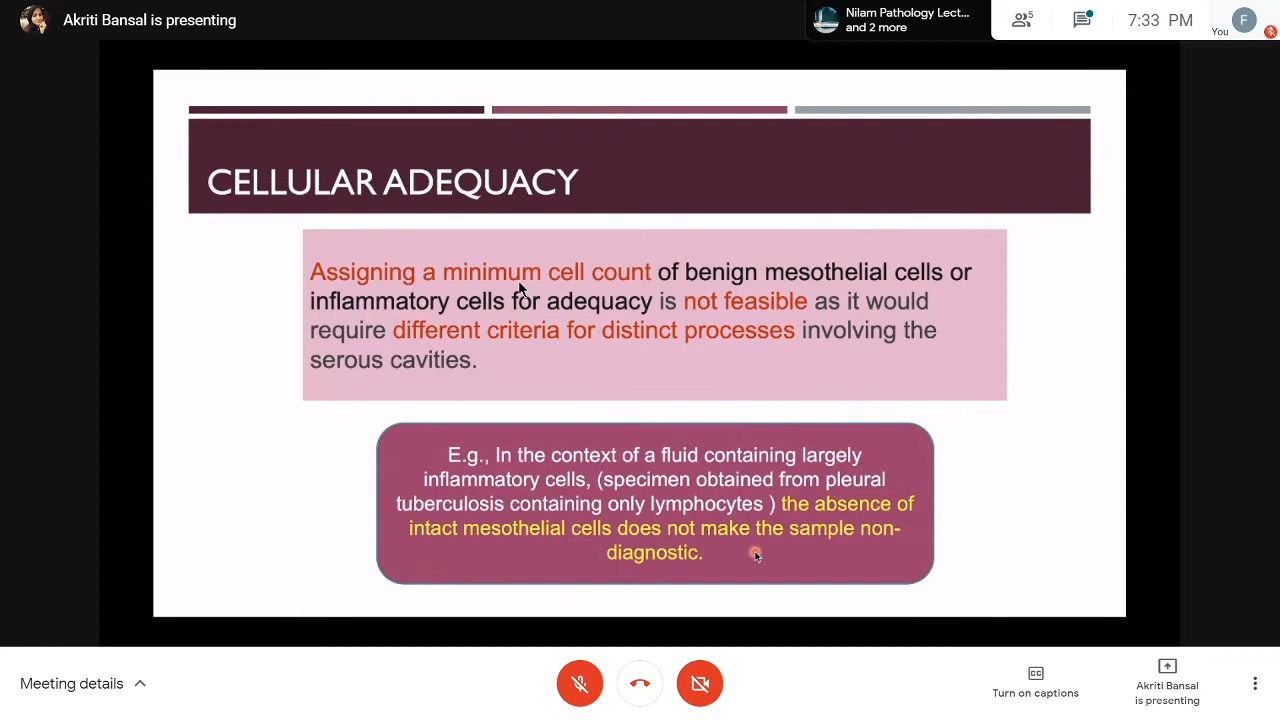 Akriti Bansal is presenting
Nilam Pathology Lect...
and 2 more
5
7:33 PM
You
F
CELLULAR ADEQUACY
Assigning a minimum cell count of benign mesothelial cells or
inflammatory cells for adequacy is not feasible as it would
require different criteria for distinct processes involving the
serous cavities.
E.g., In the context of a fluid containing largely
inflammatory cells, (specimen obtained from pleural
tuberculosis containing only lymphocytes ) the absence of
intact mesothelial cells does not make the sample non-
diagnostic.
Meeting details
CC
Turn on captions
Akriti Bansal
is presenting